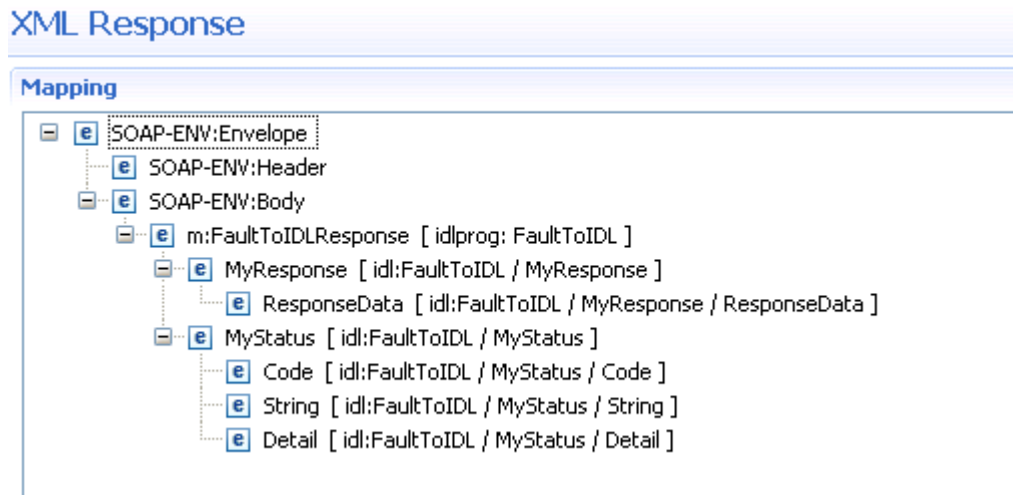 XML Response
Mapping
SOAP-ENV:Envelope
SOAP-ENV:Header
SOAP-ENV:Body
m:FaultToIDLResponse [ idlprog: FaultToIDL ]
MyResponse [ idl:FaultToIDL / MyResponse ]
ResponseData [ idl:FaultToIDL / MyResponse / ResponseData ]
MyStatus [ idl:FaultToIDL / MyStatus ]
Code [ idl:FaultToIDL / MyStatus / Code ]
String [ idl:FaultToIDL / MyStatus / String ]
Detail [ idl:FaultToIDL / MyStatus / Detail ]